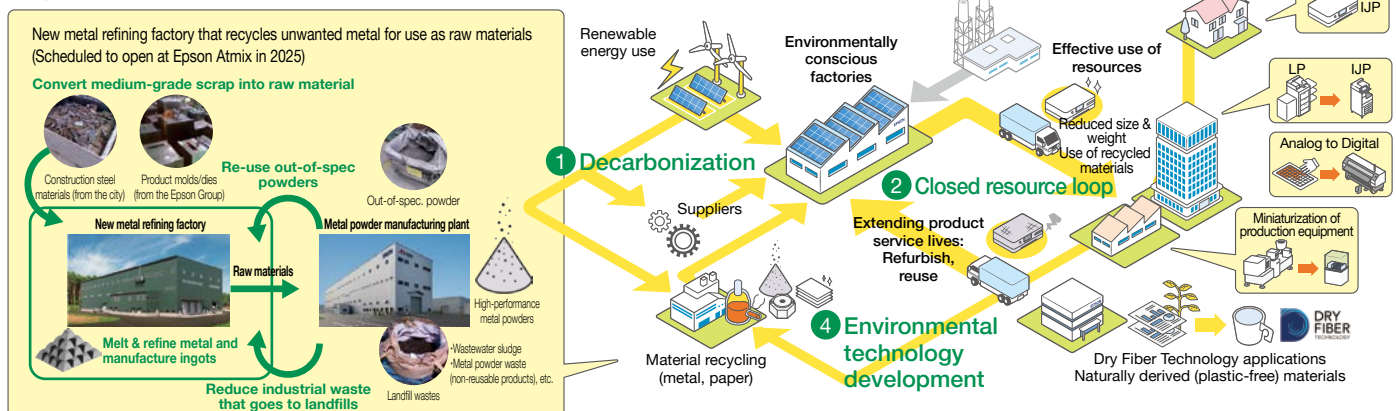 New metal refining factory that recycles unwanted metal for use as raw materials
(Scheduled to open at Epson Atmix in 2025)
Convert medium-grade scrap into raw material
Construction steel
materials (from the city)
Product molds/dies
(from the Epson Group)
Re-use out-of-spec
powders
Out-of-spec. powder
New metal refining factory
Raw materials
Metal powder manufacturing plant
High-performance
metal powders
Melt & refine metal and
manufacture ingots
Reduce industrial waste
that goes to landfills
Landfill wastes
・Wastewater sludge
・Metal powder waste
(non-reusable products), etc.
Renewable
energy use
Environmentally
conscious
factories
EPSON
1 Decarbonization
Suppliers
Material recycling
(metal, paper)
Effective use of
resources
Reduced size &
weight
Use of recycled
materials
2 Closed resource loop
Extending product
service lives:
Refurbish,
reuse
4 Environmental
technology
development
IJP
LP
IJP
Analog to Digital
Miniaturization of
production equipment
DRY
FIBER
TECHNOLOGY
Dry Fiber Technology applications
Naturally derived (plastic-free) materials